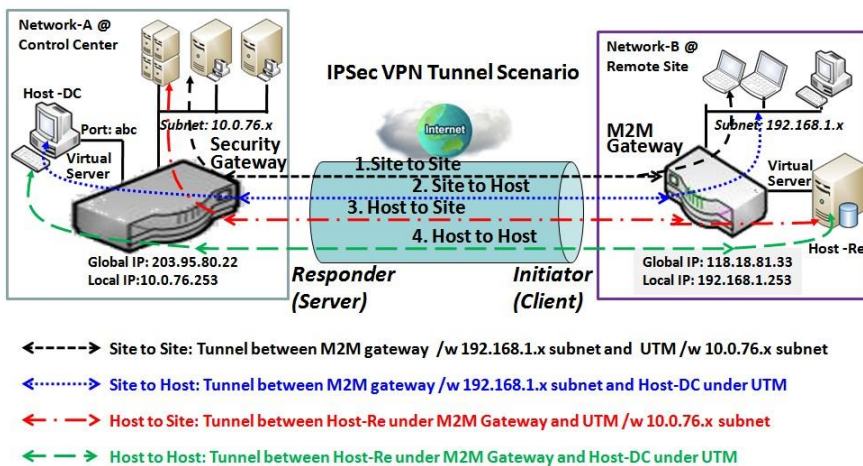 Network-A @
Control Center
Host -DC
Port: abc
Virtual
Server
Subnet: 10.0.76.x
Security
Gateway
Global IP: 203.95.80.22
Local IP:10.0.76.253
IPSec VPN Tunnel Scenario
Internet
1.Site to Site
2. Site to Host
3. Host to Site
4. Host to Host
Responder
(Server)
Initiator
(Client)
Network-B @
Remote Site
Subnet: 192.168.1.x
M2M
Gateway
Virtual
Server
Host -Re
Global IP: 118.18.81.33
Local IP: 192.168.1.253
Site to Site: Tunnel between M2M gateway /w 192.168.1.x subnet and UTM /w 10.0.76.x subnet
Site to Host: Tunnel between M2M gateway /w 192.168.1.x subnet and Host-DC under UTM
Host to Site: Tunnel between Host-Re under M2M Gateway and UTM /w 10.0.76.x subnet
Host to Host: Tunnel between Host-Re under M2M Gateway and Host-DC under UTM